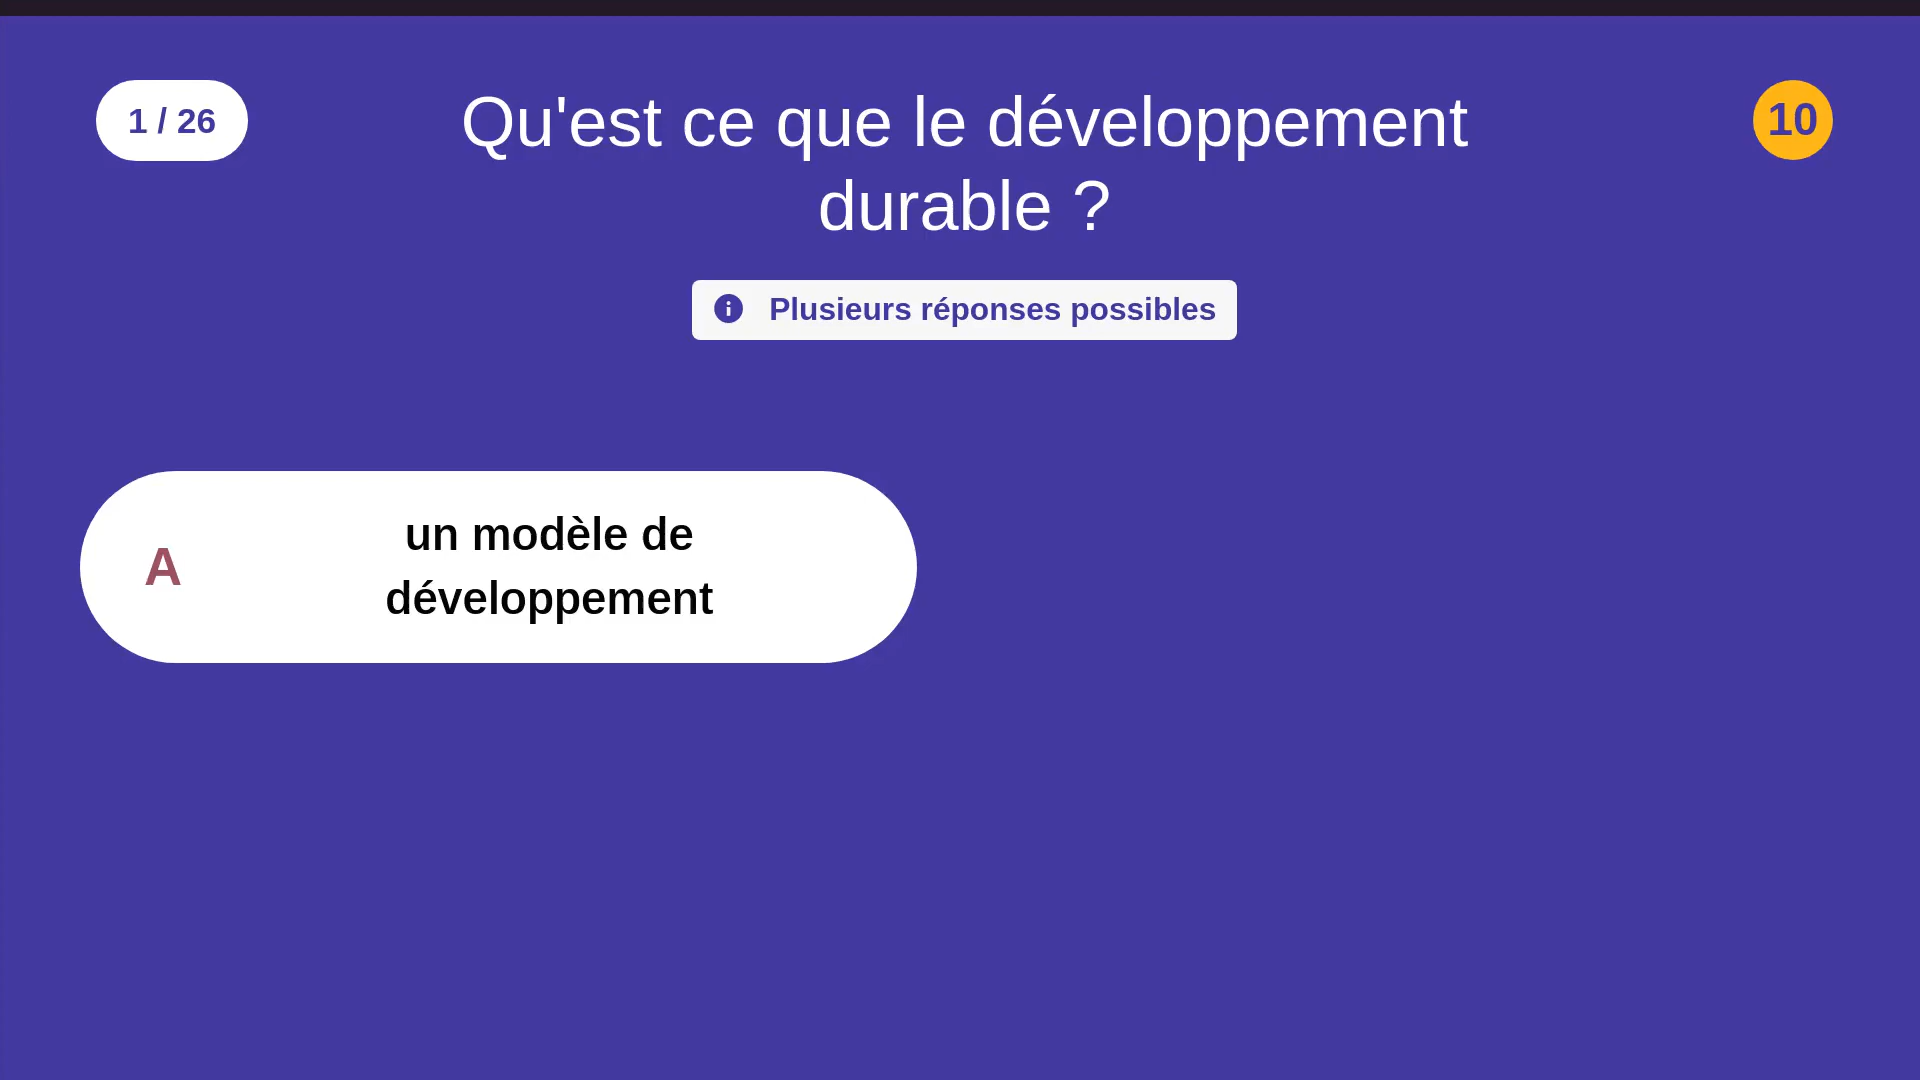 1 / 26
Qu'est ce que le développement
durable ?
10
Plusieurs réponses possibles
A
un modèle de
développement